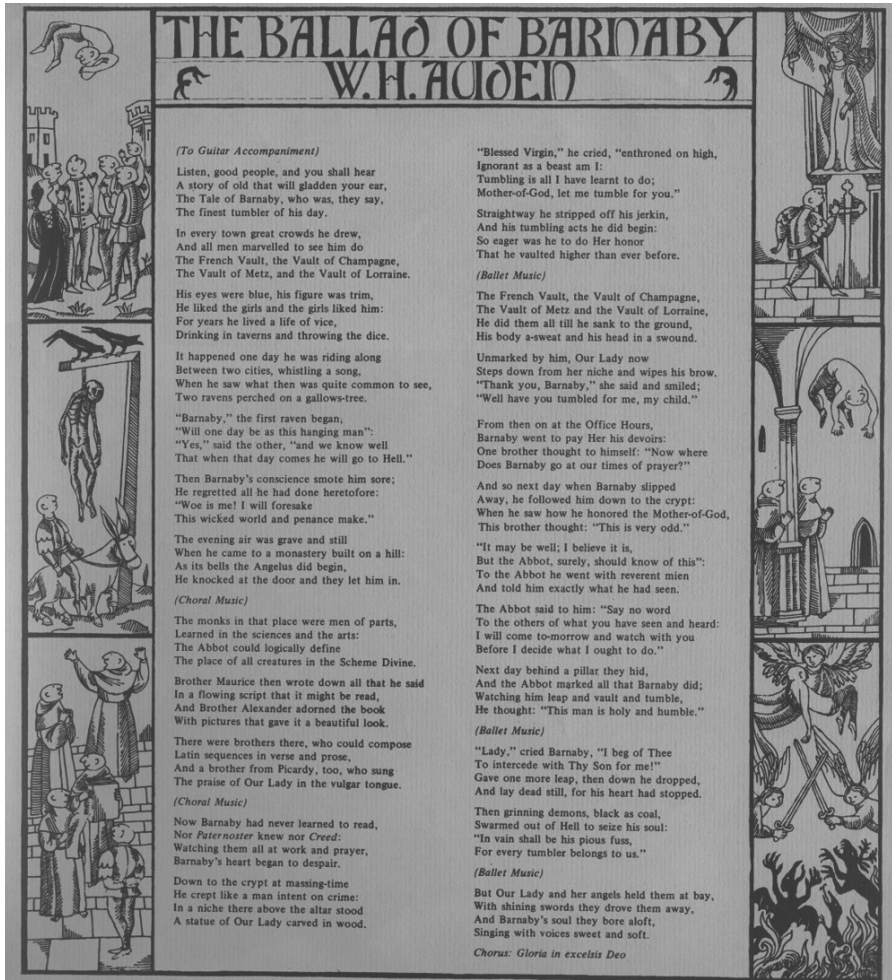 THE BALLAD OF BARNABY
W.H. AUDEN
(To Guitar Accompaniment)
Listen, good people, and you shall hear
A story of old that will gladden your ear,
The Tale of Barnaby, who was, they say,
The finest tumbler of his day.
In every town great crowds he drew,
And all men marvelled to see him do
The French Vault, the Vault of Champagne,
The Vault of Metz, and the Vault of Lorraine.
His eyes were blue, his figure was trim,
He liked the girls and the girls liked him:
For years he lived a life of vice,
Drinking in taverns and throwing the dice.
It happened one day he was riding along
Between two cities, whistling a song,
When he saw what then was quite common to see,
Two ravens perched on a gallows-tree.
"Barnaby," the first raven began,
"Will one day be as this hanging man":
"Yes," said the other, "and we know well
That when that day comes he will go to Hell."
Then Barnaby's conscience smote him sore;
He regretted all he had done heretofore:
"Woe is me! I will foresake
This wicked world and penance make."
The evening air was grave and still
When he came to a monastery built on a hill:
As its bells the Angelus did begin,
He knocked at the door and they let him in.
(Choral Music)
The monks in that place were men of parts,
Learned in the sciences and the arts:
The Abbot could logically define
The place of all creatures in the Scheme Divine.
Brother Maurice then wrote down all that he said
In a flowing script that it might be read,
And Brother Alexander adorned the book
With pictures that gave it a beautiful look.
There were brothers there, who could compose
Latin sequences in verse and prose,
And a brother from Picardy, too, who sung
The praise of Our Lady in the vulgar tongue.
(Choral Music)
Now Barnaby had never learned to read,
Nor Paternoster knew nor Creed:
Watching them all at work and prayer,
Barnaby's heart began to despair.
Down to the crypt at massing-time
He crept like a man intent on crime:
In a niche there above the altar stood
A statue of Our Lady carved in wood.
"Blessed Virgin," he cried, "enthroned on high,
Ignorant as a beast am I:
Tumbling is all I have learnt to do;
Mother-of-God, let me tumble for you."
Straightway he stripped off his jerkin,
And his tumbling acts he did begin:
So eager was he to do Her honor
That he vaulted higher than ever before.
(Ballet Music)
The French Vault, the Vault of Champagne,
The Vault of Metz and the Vault of Lorraine,
He did them all till he sank to the ground,
His body a-sweat and his head in a swound.
Unmarked by him, Our Lady now
Steps down from her niche and wipes his brow.
"Thank you, Barnaby," she said and smiled;
"Well have you tumbled for me, my child."
From then on at the Office Hours,
Barnaby went to pay Her his devoirs:
One brother thought to himself: "Now where
Does Barnaby go at our times of prayer?"
And so next day when Barnaby slipped
Away, he followed him down to the crypt:
When he saw how he honored the Mother-of-God,
This brother thought: "This is very odd."
"It may be well; I believe it is,
But the Abbot, surely, should know of this":
To the Abbot he went with reverent mien
And told him exactly what he had seen.
The Abbot said to him: "Say no word
To the others of what you have seen and heard:
I will come to-morrow and watch with you
Before I decide what I ought to do."
Next day behind a pillar they hid,
And the Abbot marked all that Barnaby did;
Watching him leap and vault and tumble,
He thought: "This man is holy and humble."
(Ballet Music)
"Lady," cried Barnaby, "I beg of Thee
To intercede with Thy Son for me!"
Gave one more leap, then down he dropped,
And lay dead still, for his heart had stopped.
Then grinning demons, black as coal,
Swarmed out of Hell to seize his soul:
"In vain shall be his pious fuss,
For every tumbler belongs to us."
(Ballet Music)
But Our Lady and her angels held them at bay,
With shining swords they drove them away,
And Barnaby's soul they bore aloft,
Singing with voices sweet and soft.
Chorus: Gloria in excelsis Deo